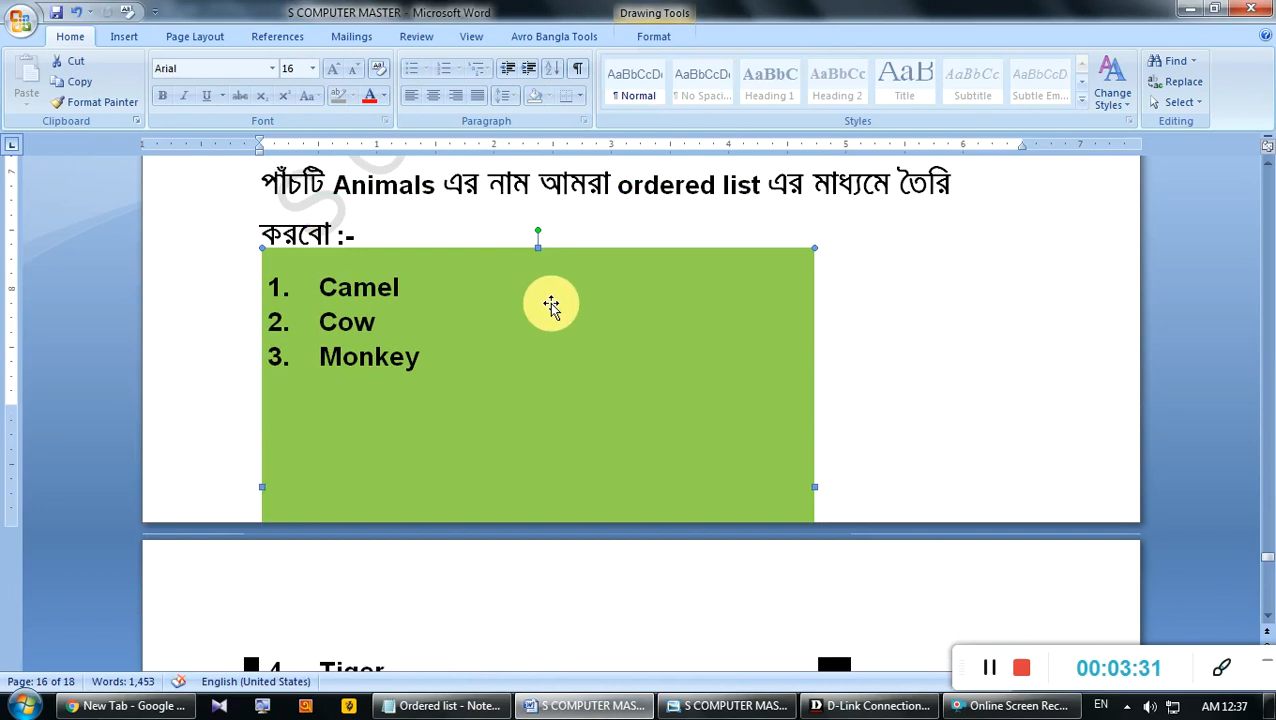 S COMPUTER MASTER - Microsoft Word
Drawing Tools
Home
Insert
Page Layout
References
Mailings
Review
View
Avro Bangla Tools
Format
Paste
Cut
Copy
Format Painter
Clipboard
Arial
16
Font
Paragraph
AaBbCcDc
¶ Normal
AaBbCcDc
¶ No Spaci...
AaBbC
Heading 1
AaBbCc
Heading 2
AaB
Title
AaBbCc.
Subtitle
AaBbCcDc
Subtle Em...
Change
Styles
Styles
Find
Replace
Select
Editing
পাঁচটি Animals এর নাম আমরা ordered list এর মাধ্যমে তৈরি
করবো :-
1. Camel
2. Cow
3. Monkey
4. Tiger
00:03:31
Page: 16 of 18
Words: 1,453
English (United States)
New Tab - Google ...
Ordered list - Note...
S COMPUTER MAS...
S COMPUTER MAS...
D-Link Connection...
Online Screen Rec...
EN
AM 12:37